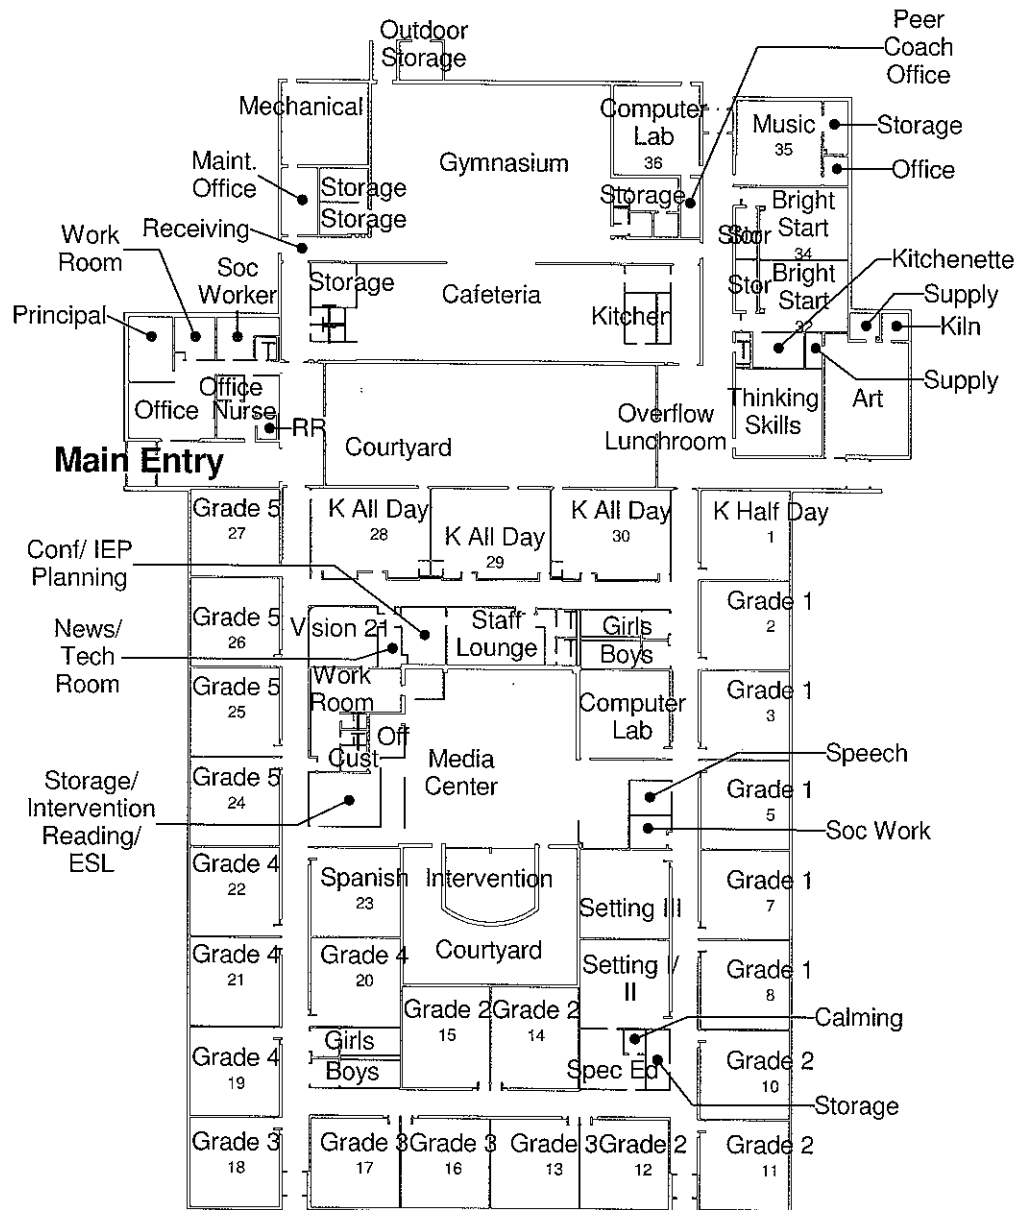 Outdoor
Storage
Peer
Coach
Office
Mechanical
Computer
Lab
36
Music
35
Storage
Maint.
Office
Gymnasium
Storage
Storage
Storage
Office
Bright
Start
34
Work
Room
Receiving
Soc
Worker
Storage
Cafeteria
Kitchen
Stor
Stor
Stor
Bright
Start
32
Kitchenette
Supply
Kiln
Supply
Principal
Office
Office
Nurse
RR
Courtyard
Overflow
Lunchroom
Thinking
Skills
Art
Main Entry
Grade 5
27
K All Day
28
K All Day
29
K All Day
30
K Half Day
1
Conf/ IEP
Planning
News/
Tech
Room
Grade 5
26
Vision 21
Staff
Lounge
Girls
Boys
Grade 1
2
Grade 5
25
Work
Room
Off
Cust
Media
Center
Computer
Lab
Grade 1
3
Storage/
Intervention
Reading/
ESL
Grade 5
24
Speech
Soc Work
Grade 1
5
Grade 4
22
Spanish
23
Intervention
Setting III
Grade 1
7
Grade 4
21
Grade 4
20
Courtyard
Setting I/
II
Grade 1
8
Grade 2
15
Grade 2
14
Calming
Girls
Boys
Grade 4
19
Spec Ed
Grade 2
10
Storage
Grade 3
18
Grade 3
17
Grade 3
16
Grade 3
13
Grade 2
12
Grade 2
11